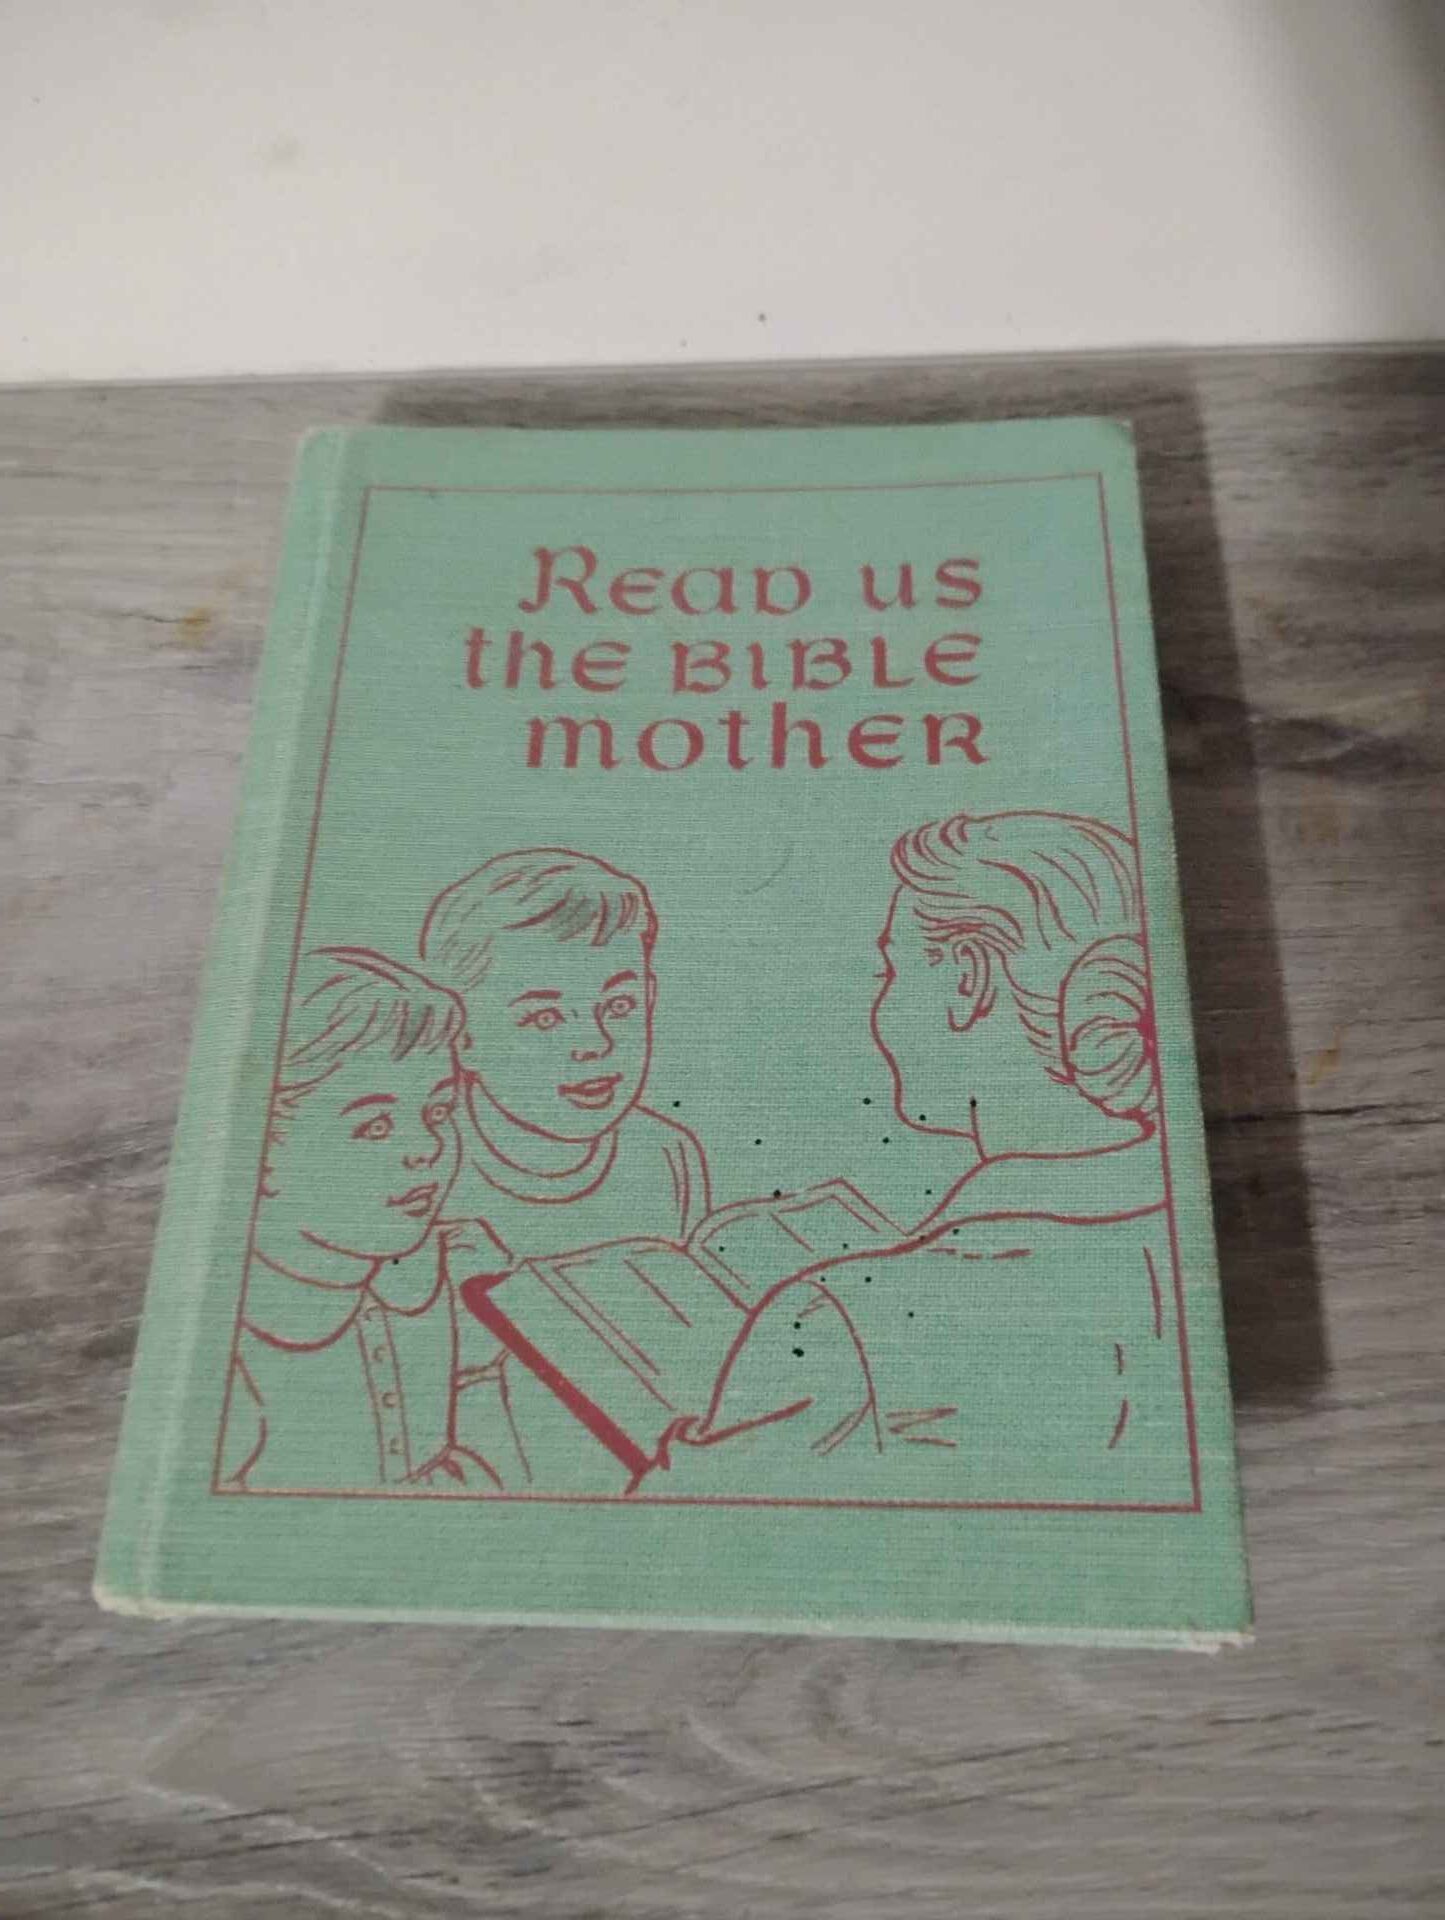 Read us
the Bible
mother